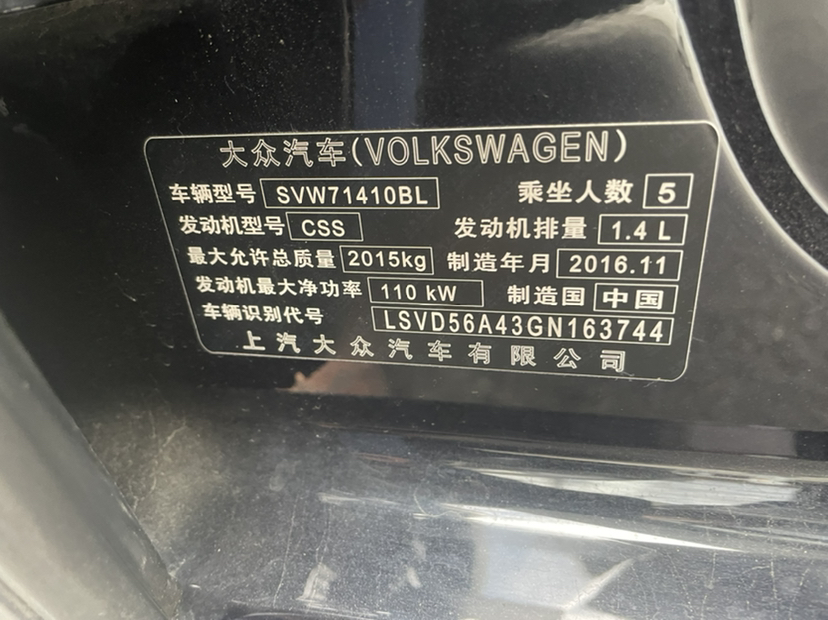 大众汽车(VOLKSWAGEN)
车辆型号 SVW71410BL 乘坐人数 5
发动机型号 CSS 发动机排量 1.4 L
最大允许总质量 2015kg 制造年月 2016.11
发动机最大净功率 110 kW 制造国 中国
车辆识别代号 LSVD56A43GN163744
上汽大众汽车有限公司